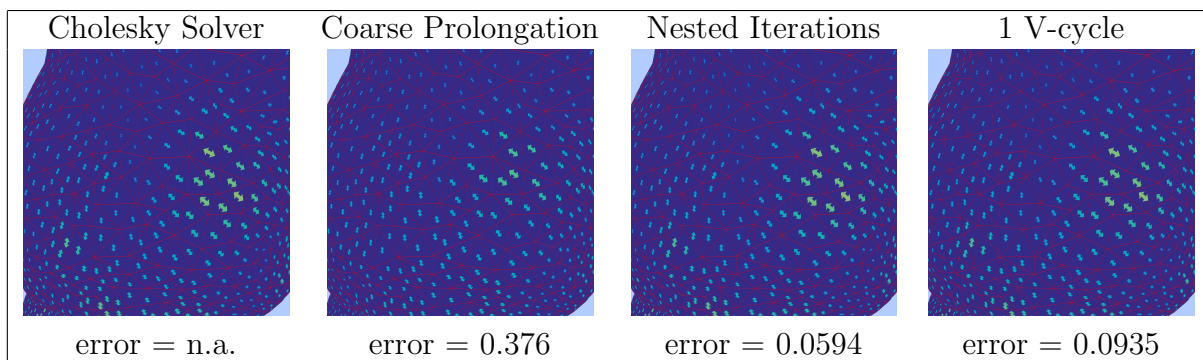 Cholesky Solver Coarse Prolongation Nested Iterations 1 V-cycle
error = n.a. error = 0.376 error = 0.0594 error = 0.0935